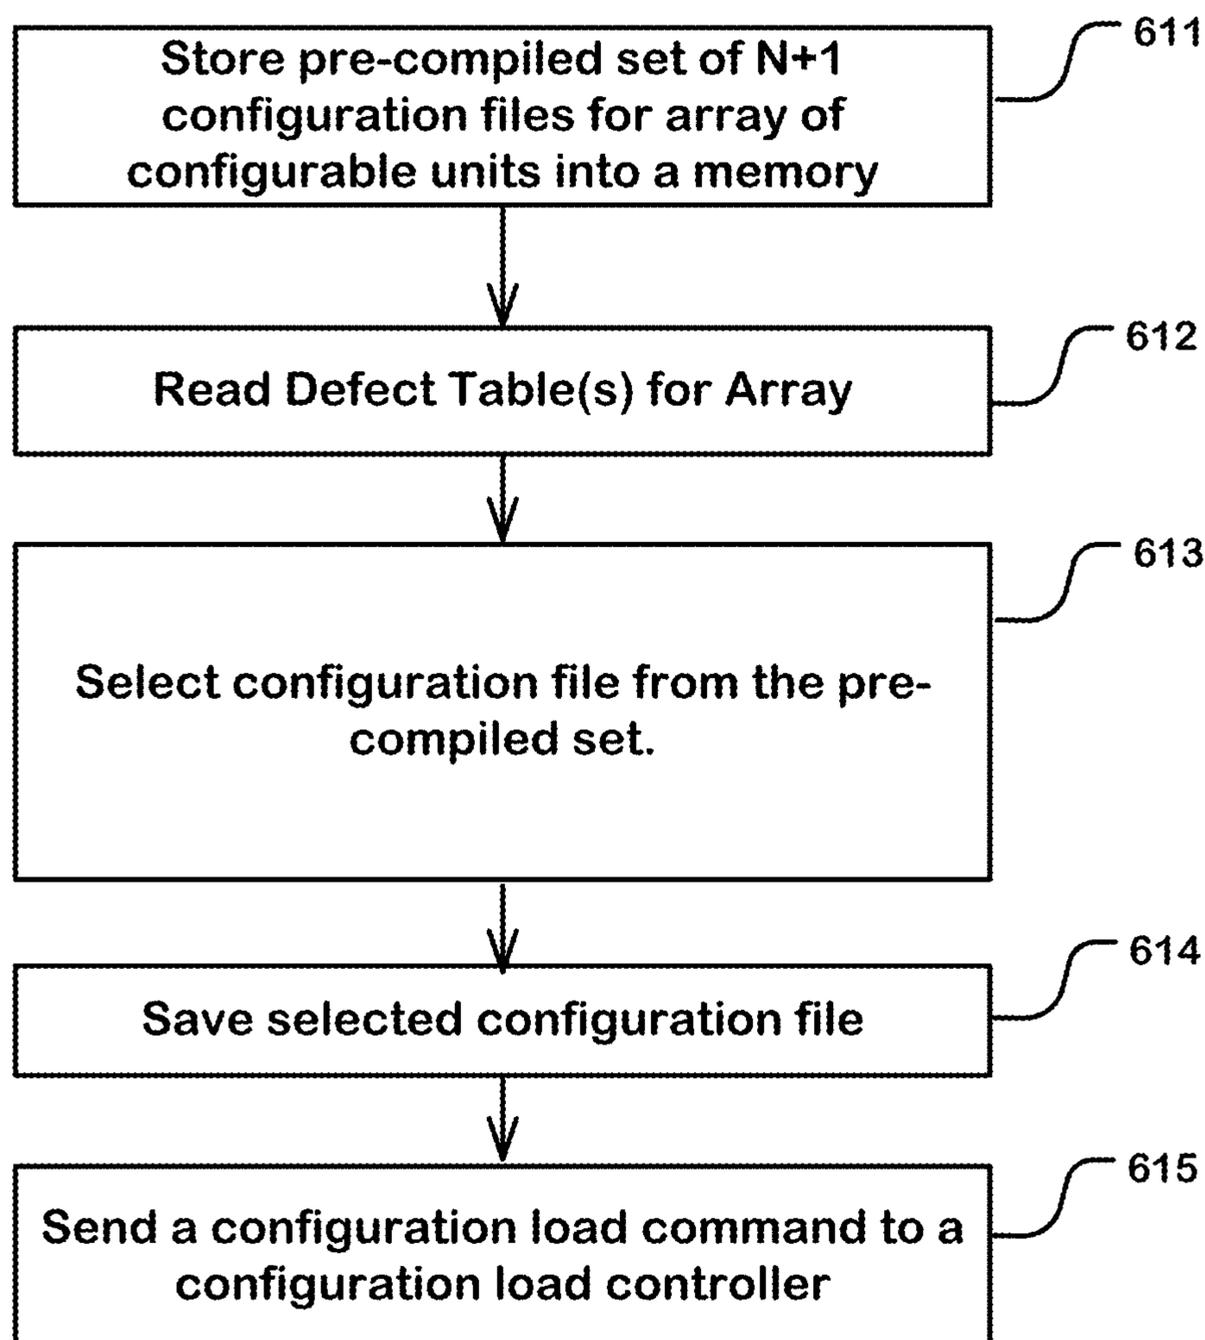 Store pre-compiled set of N+1
configuration files for array of
configurable units into a memory
611
Read Defect Table(s) for Array
612
Select configuration file from the pre-
compiled set.
613
Save selected configuration file
614
Send a configuration load command to a
configuration load controller
615